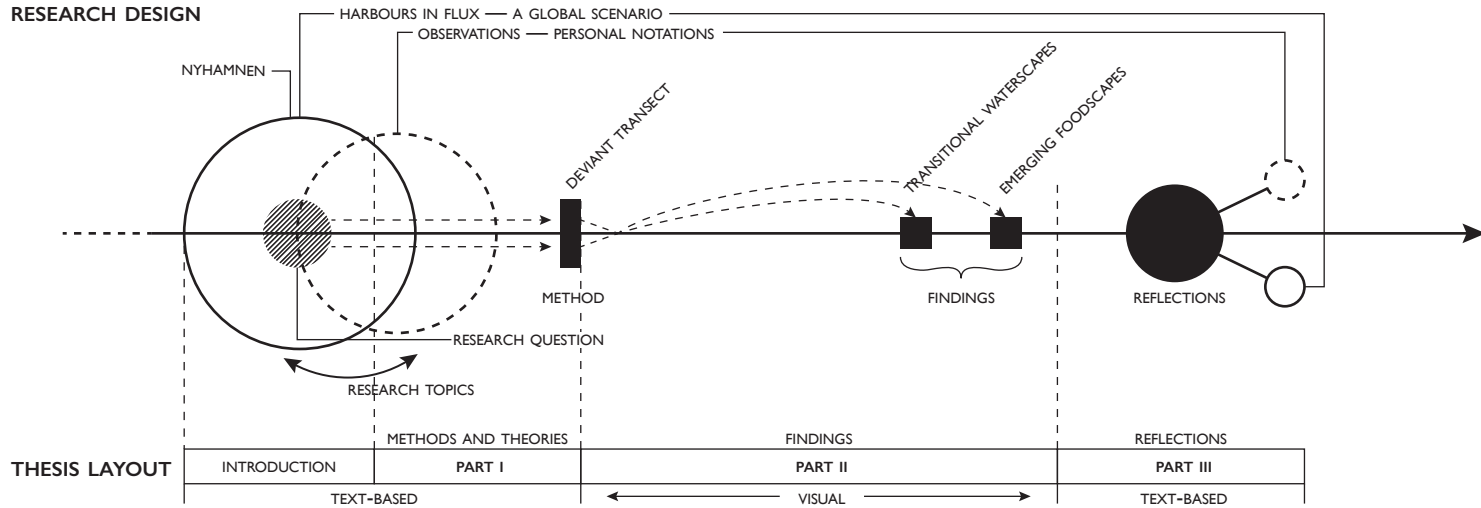 RESEARCH DESIGN
HARBOURS IN FLUX — A GLOBAL SCENARIO
OBSERVATIONS — PERSONAL NOTATIONS
NYHAMNEN
DEVIANT TRANSECT
TRANSITIONAL WATERSCAPES
EMERGING FOODSCAPES
METHOD
FINDINGS
REFLECTIONS
RESEARCH QUESTION
RESEARCH TOPICS
METHODS AND THEORIES
FINDINGS
REFLECTIONS
THESIS LAYOUT
INTRODUCTION
PART I
PART II
PART III
TEXT-BASED
VISUAL
TEXT-BASED